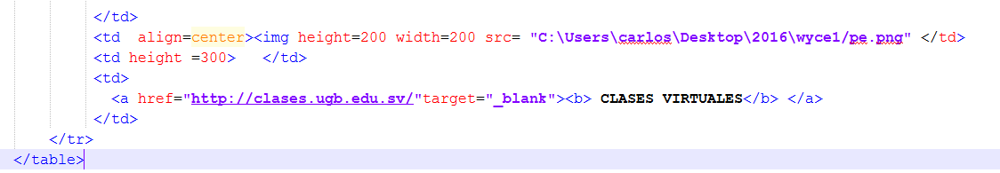 </td>
<td  align=center><img height=200 width=200 src= "C:\Users\carlos\Desktop\2016\wyce1/pe.png" </td>
<td height =300>   </td>
<td>
<a href="http://clases.ugb.edu.sv/"target="_blank"><b> CLASES VIRTUALES</b> </a>
</td>
</tr>
</table>